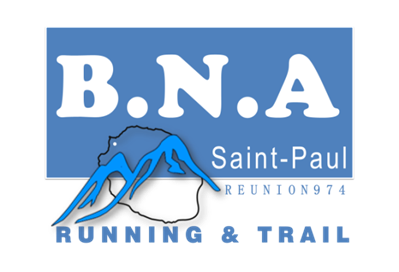 B.N.A
Saint-Paul
REUNION974
RUNNING & TRAIL